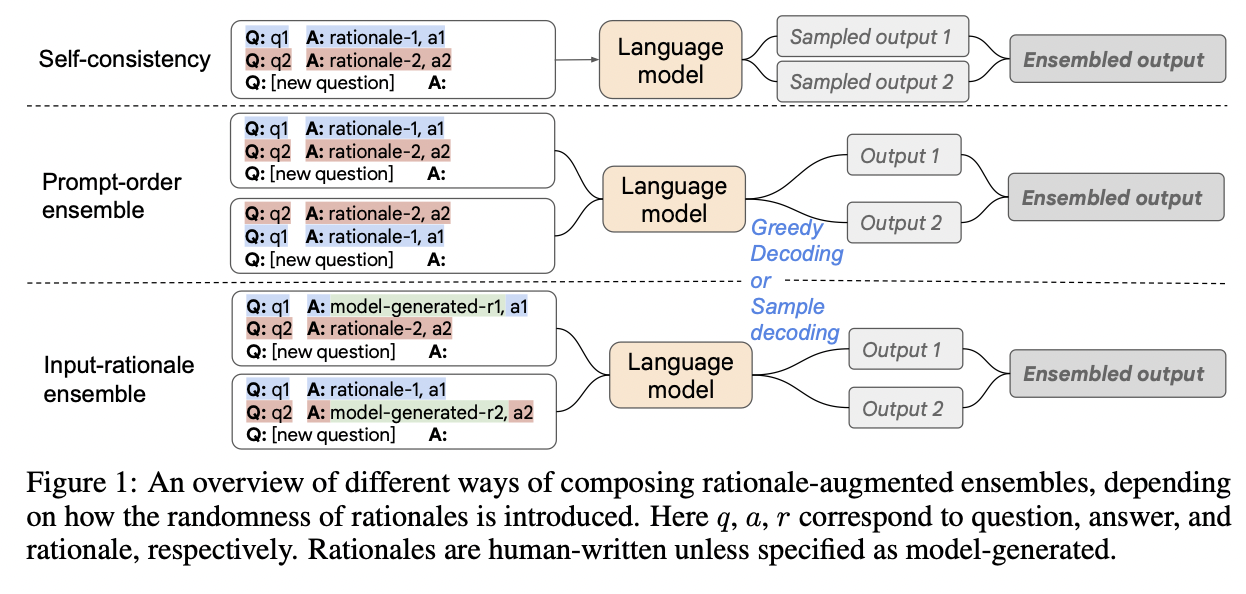 Self-consistency
Q: q1 A: rationale-1, a1
Q: q2 A: rationale-2, a2
Q: [new question] A:
Language
model
Sampled output 1
Sampled output 2
Ensembled output
Prompt-order
ensemble
Q: q1 A: rationale-1, a1
Q: q2 A: rationale-2, a2
Q: [new question] A:
Q: q2 A: rationale-2, a2
Q: q1 A: rationale-1, a1
Q: [new question] A:
Language
model
Greedy
Decoding
or
Sample
decoding
Output 1
Output 2
Ensembled output
Input-rationale
ensemble
Q: q1 A: model-generated-r1, a1
Q: q2 A: rationale-2, a2
Q: [new question] A:
Q: q1 A: rationale-1, a1
Q: q2 A: model-generated-r2, a2
Q: [new question] A:
Language
model
Output 1
Output 2
Ensembled output
Figure 1: An overview of different ways of composing rationale-augmented ensembles, depending
on how the randomness of rationales is introduced. Here q, a, r correspond to question, answer, and
rationale, respectively. Rationales are human-written unless specified as model-generated.